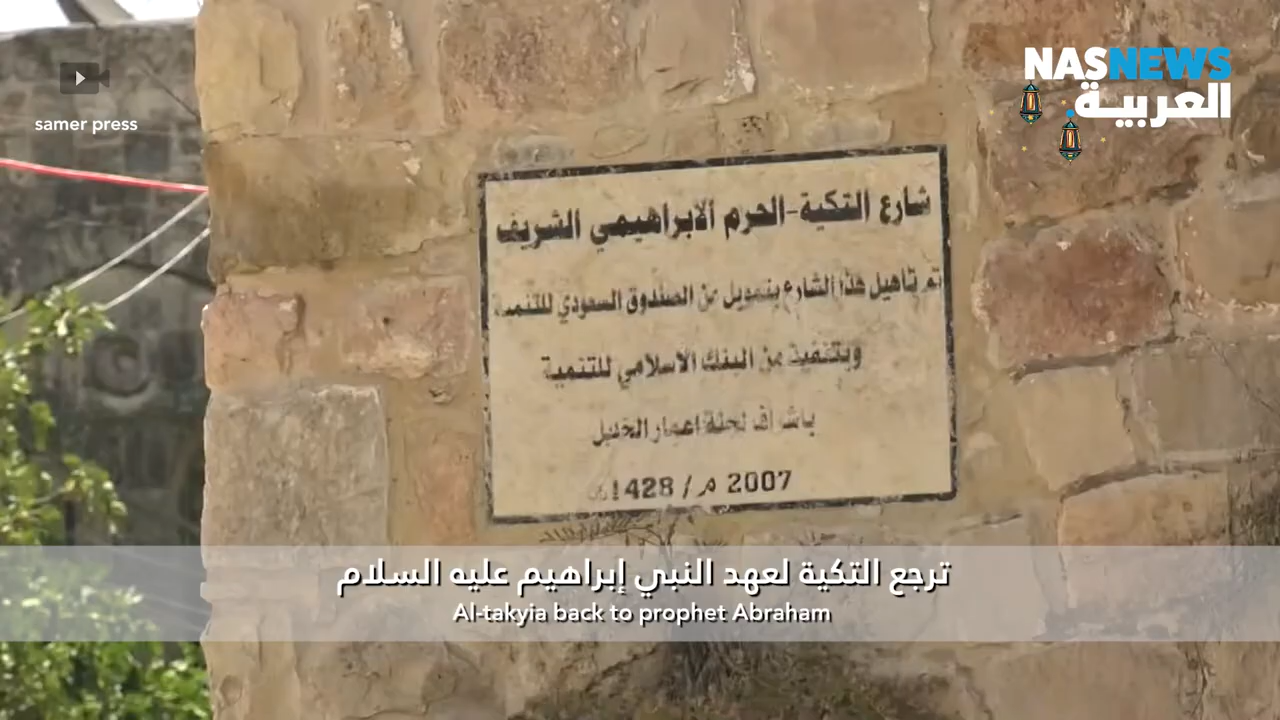 NASNEWS
العربية
samer press
شارع التكية-الحرم الابراهيمي الشريف
تم تاهيل هذا الشارع بتمويل من الصندوق السعودي للتنمية
وبتنفيذ من البنك الاسلامي للتنمية
باشراف لجنة اعمار الخليل
2007 م / 1428هـ
ترجع التكية لعهد النبي إبراهيم عليه السلام
Al-takyia back to prophet Abraham